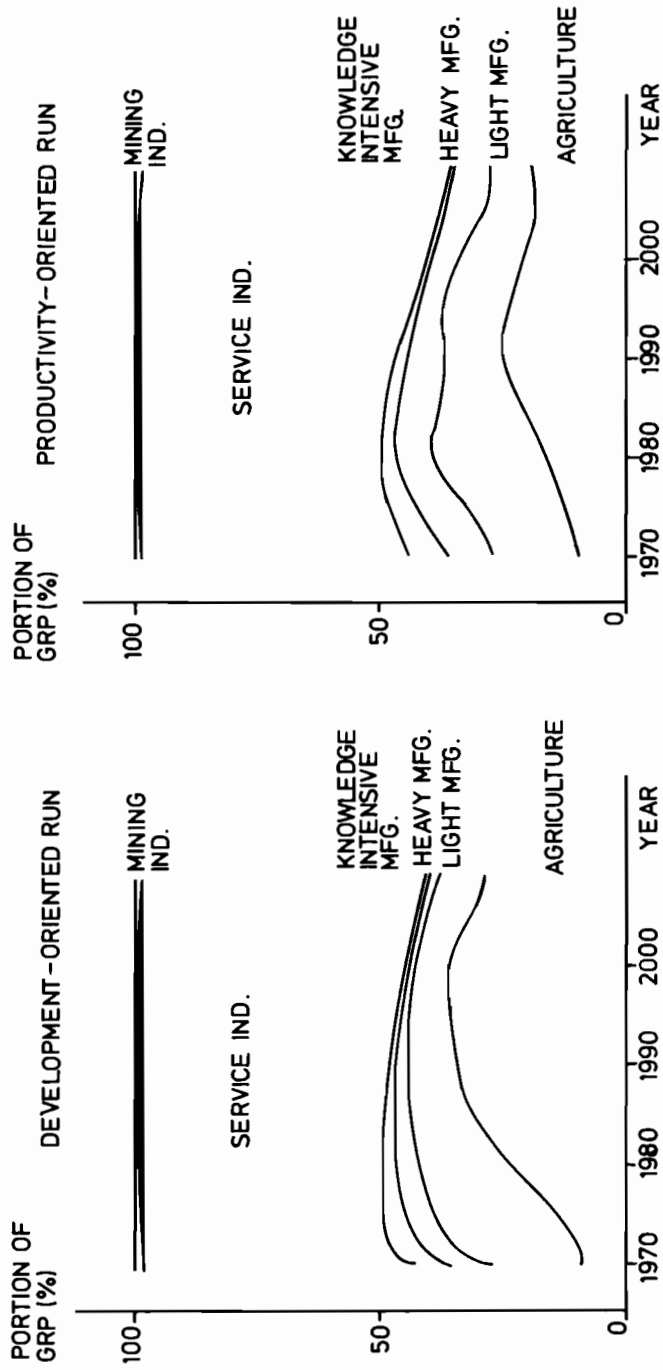 PORTION OF
GRP (%)
DEVELOPMENT-ORIENTED RUN
100
MINING
IND.
SERVICE IND.
50
KNOWLEDGE
INTENSIVE
MFG.
HEAVY MFG.
LIGHT MFG.
AGRICULTURE
0
1970
1980
1990
2000
YEAR
PORTION OF
GRP (%)
PRODUCTIVITY-ORIENTED RUN
100
MINING
IND.
SERVICE IND.
50
KNOWLEDGE
INTENSIVE
MFG.
HEAVY MFG.
LIGHT MFG.
AGRICULTURE
0
1970
1980
1990
2000
YEAR